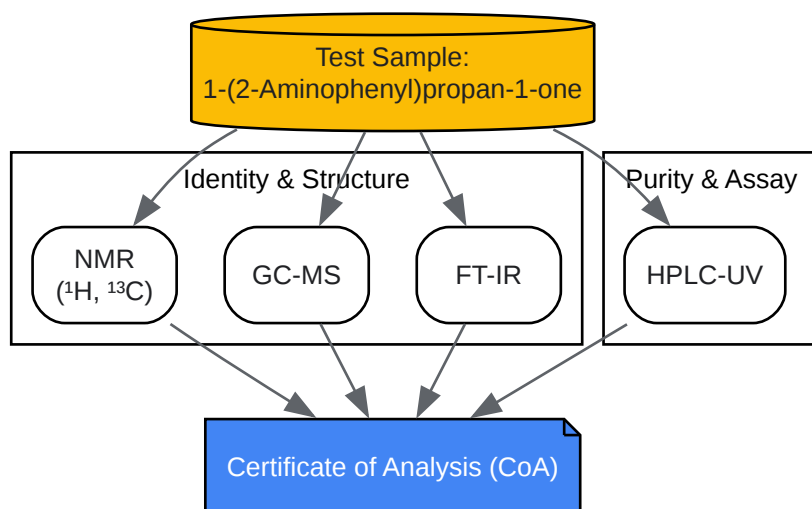 Test Sample:
1-(2-Aminophenyl)propan-1-one
Identity & Structure
Purity & Assay
NMR
(¹H, ¹³C)
GC-MS
FT-IR
HPLC-UV
Certificate of Analysis (CoA)